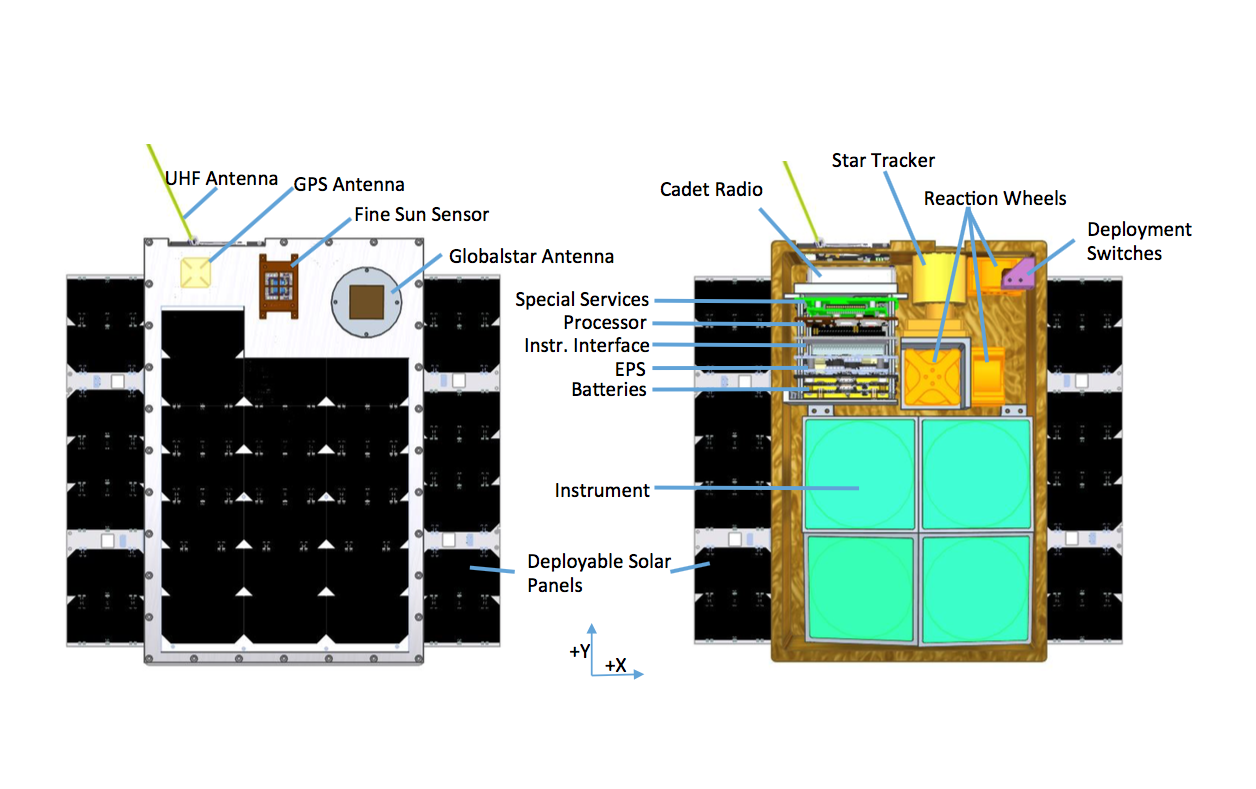 UHF Antenna
GPS Antenna
Fine Sun Sensor
Globalstar Antenna
Star Tracker
Cadet Radio
Reaction Wheels
Deployment
Switches
Special Services
Processor
Instr. Interface
EPS
Batteries
Instrument
Deployable Solar
Panels
+Y
+X